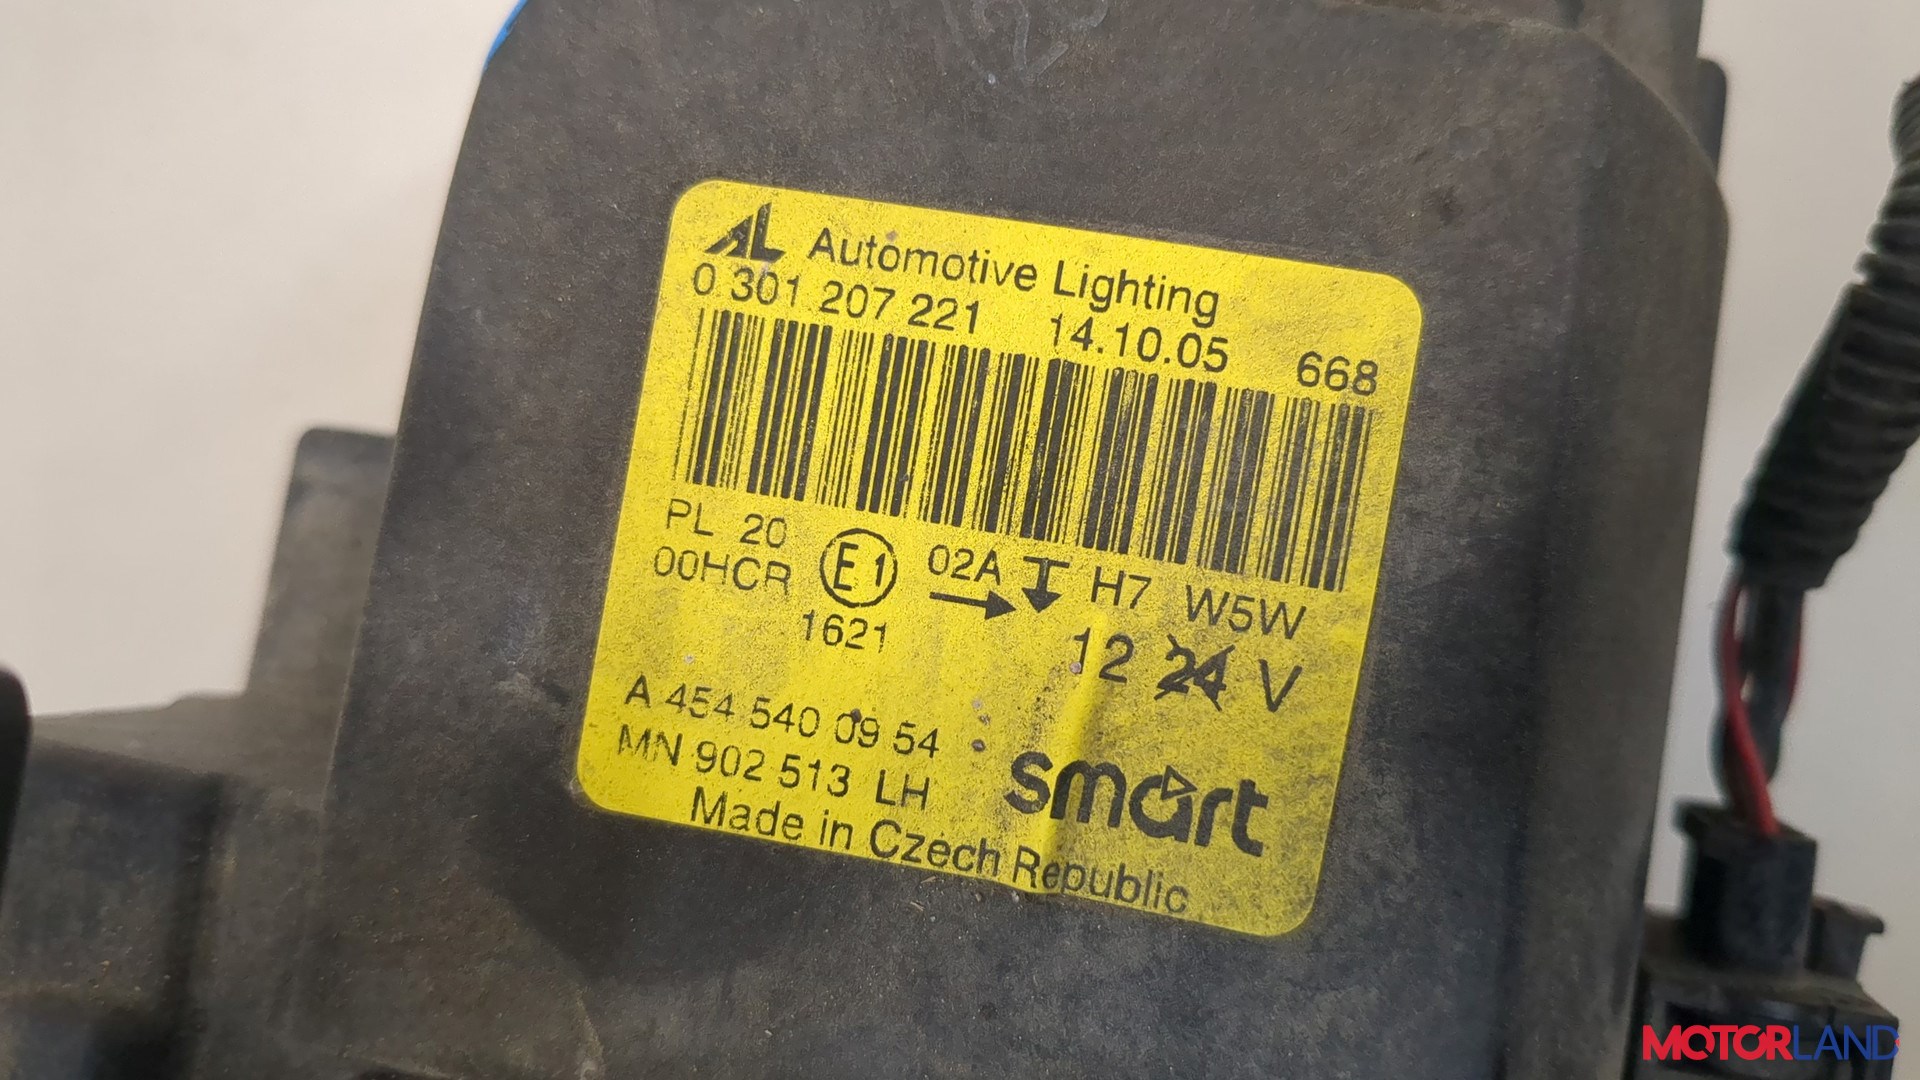 AL Automotive Lighting
0 301 207 221 14.10.05 668
PL 20 E1 02A H7 W5W
00HCR
1621 12 24 V
A 454 540 09 54
MN 902 513 LH smart
Made in Czech Republic
MOTORLAND